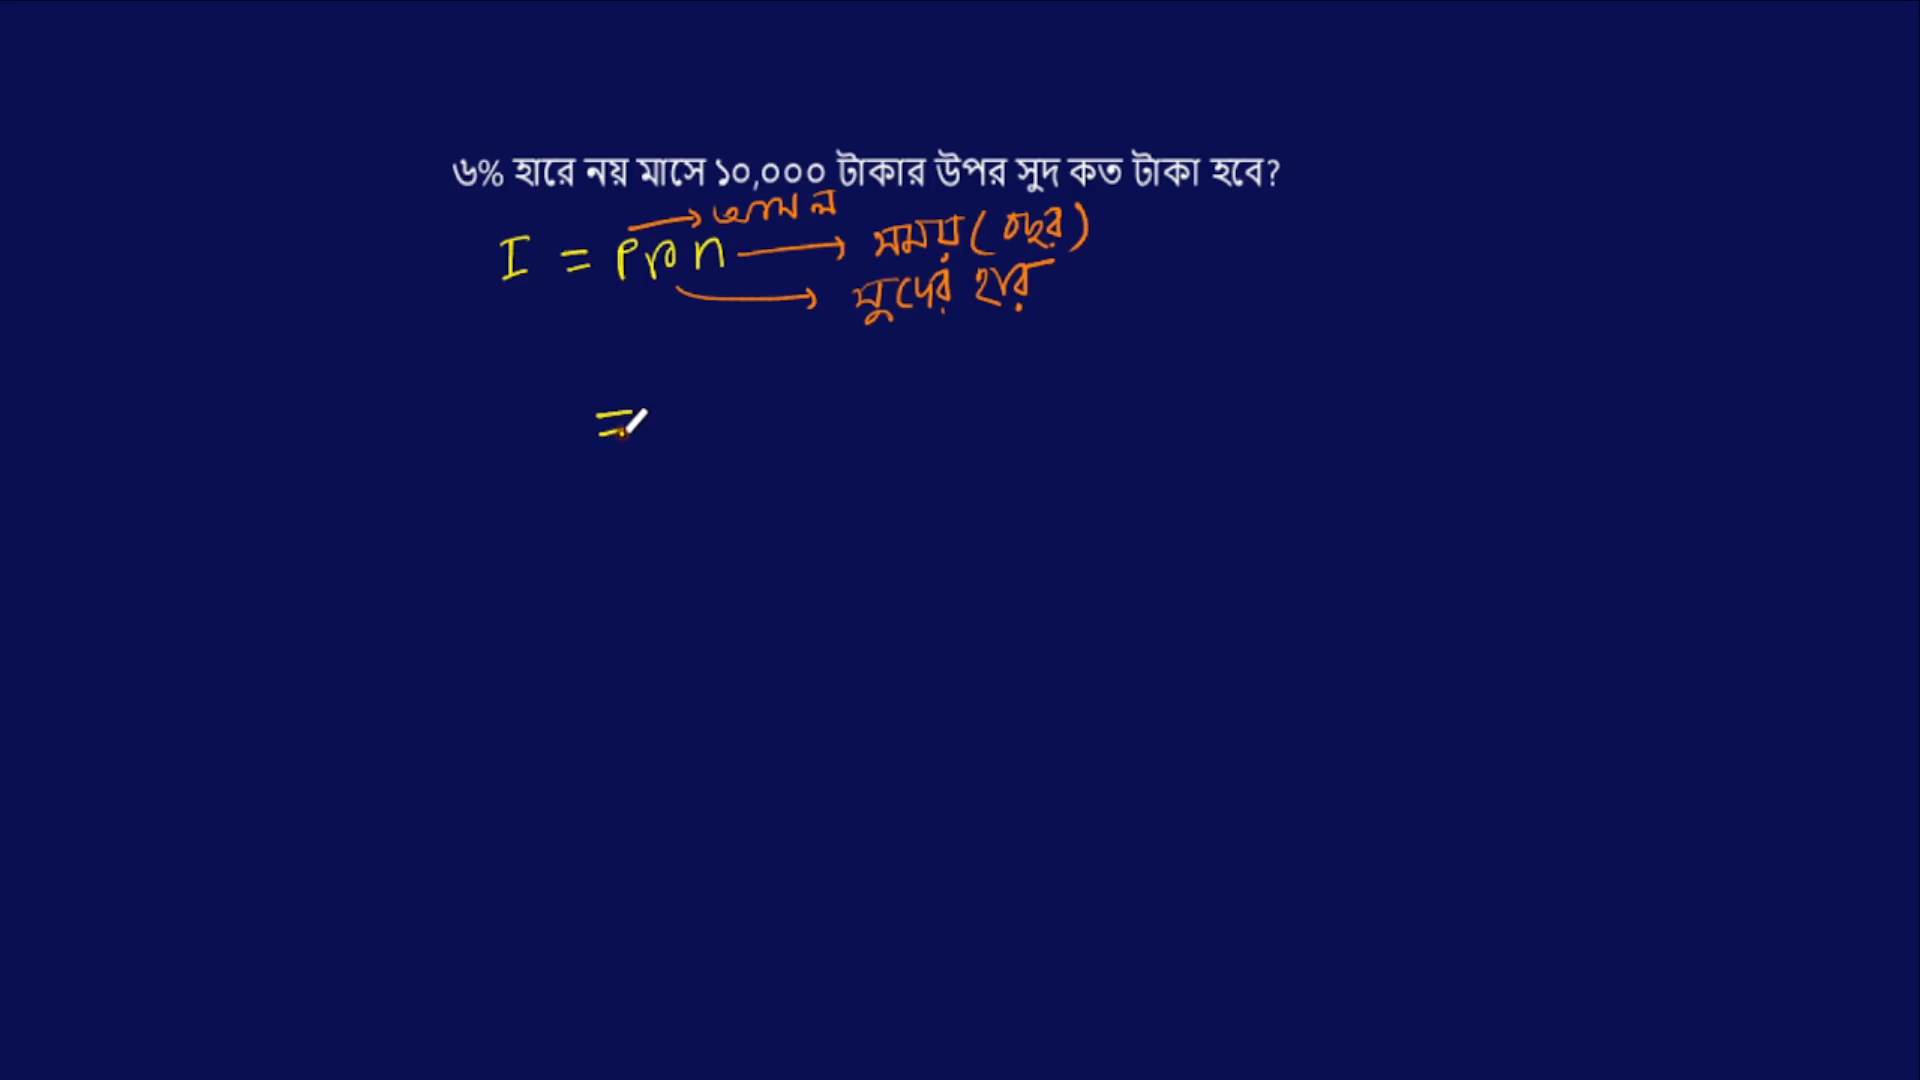 ৬% হারে নয় মাসে ১০,০০০ টাকার উপর সুদ কত টাকা হবে?
আসল
I = Prn সময় (বছর)
সুদের হার
=